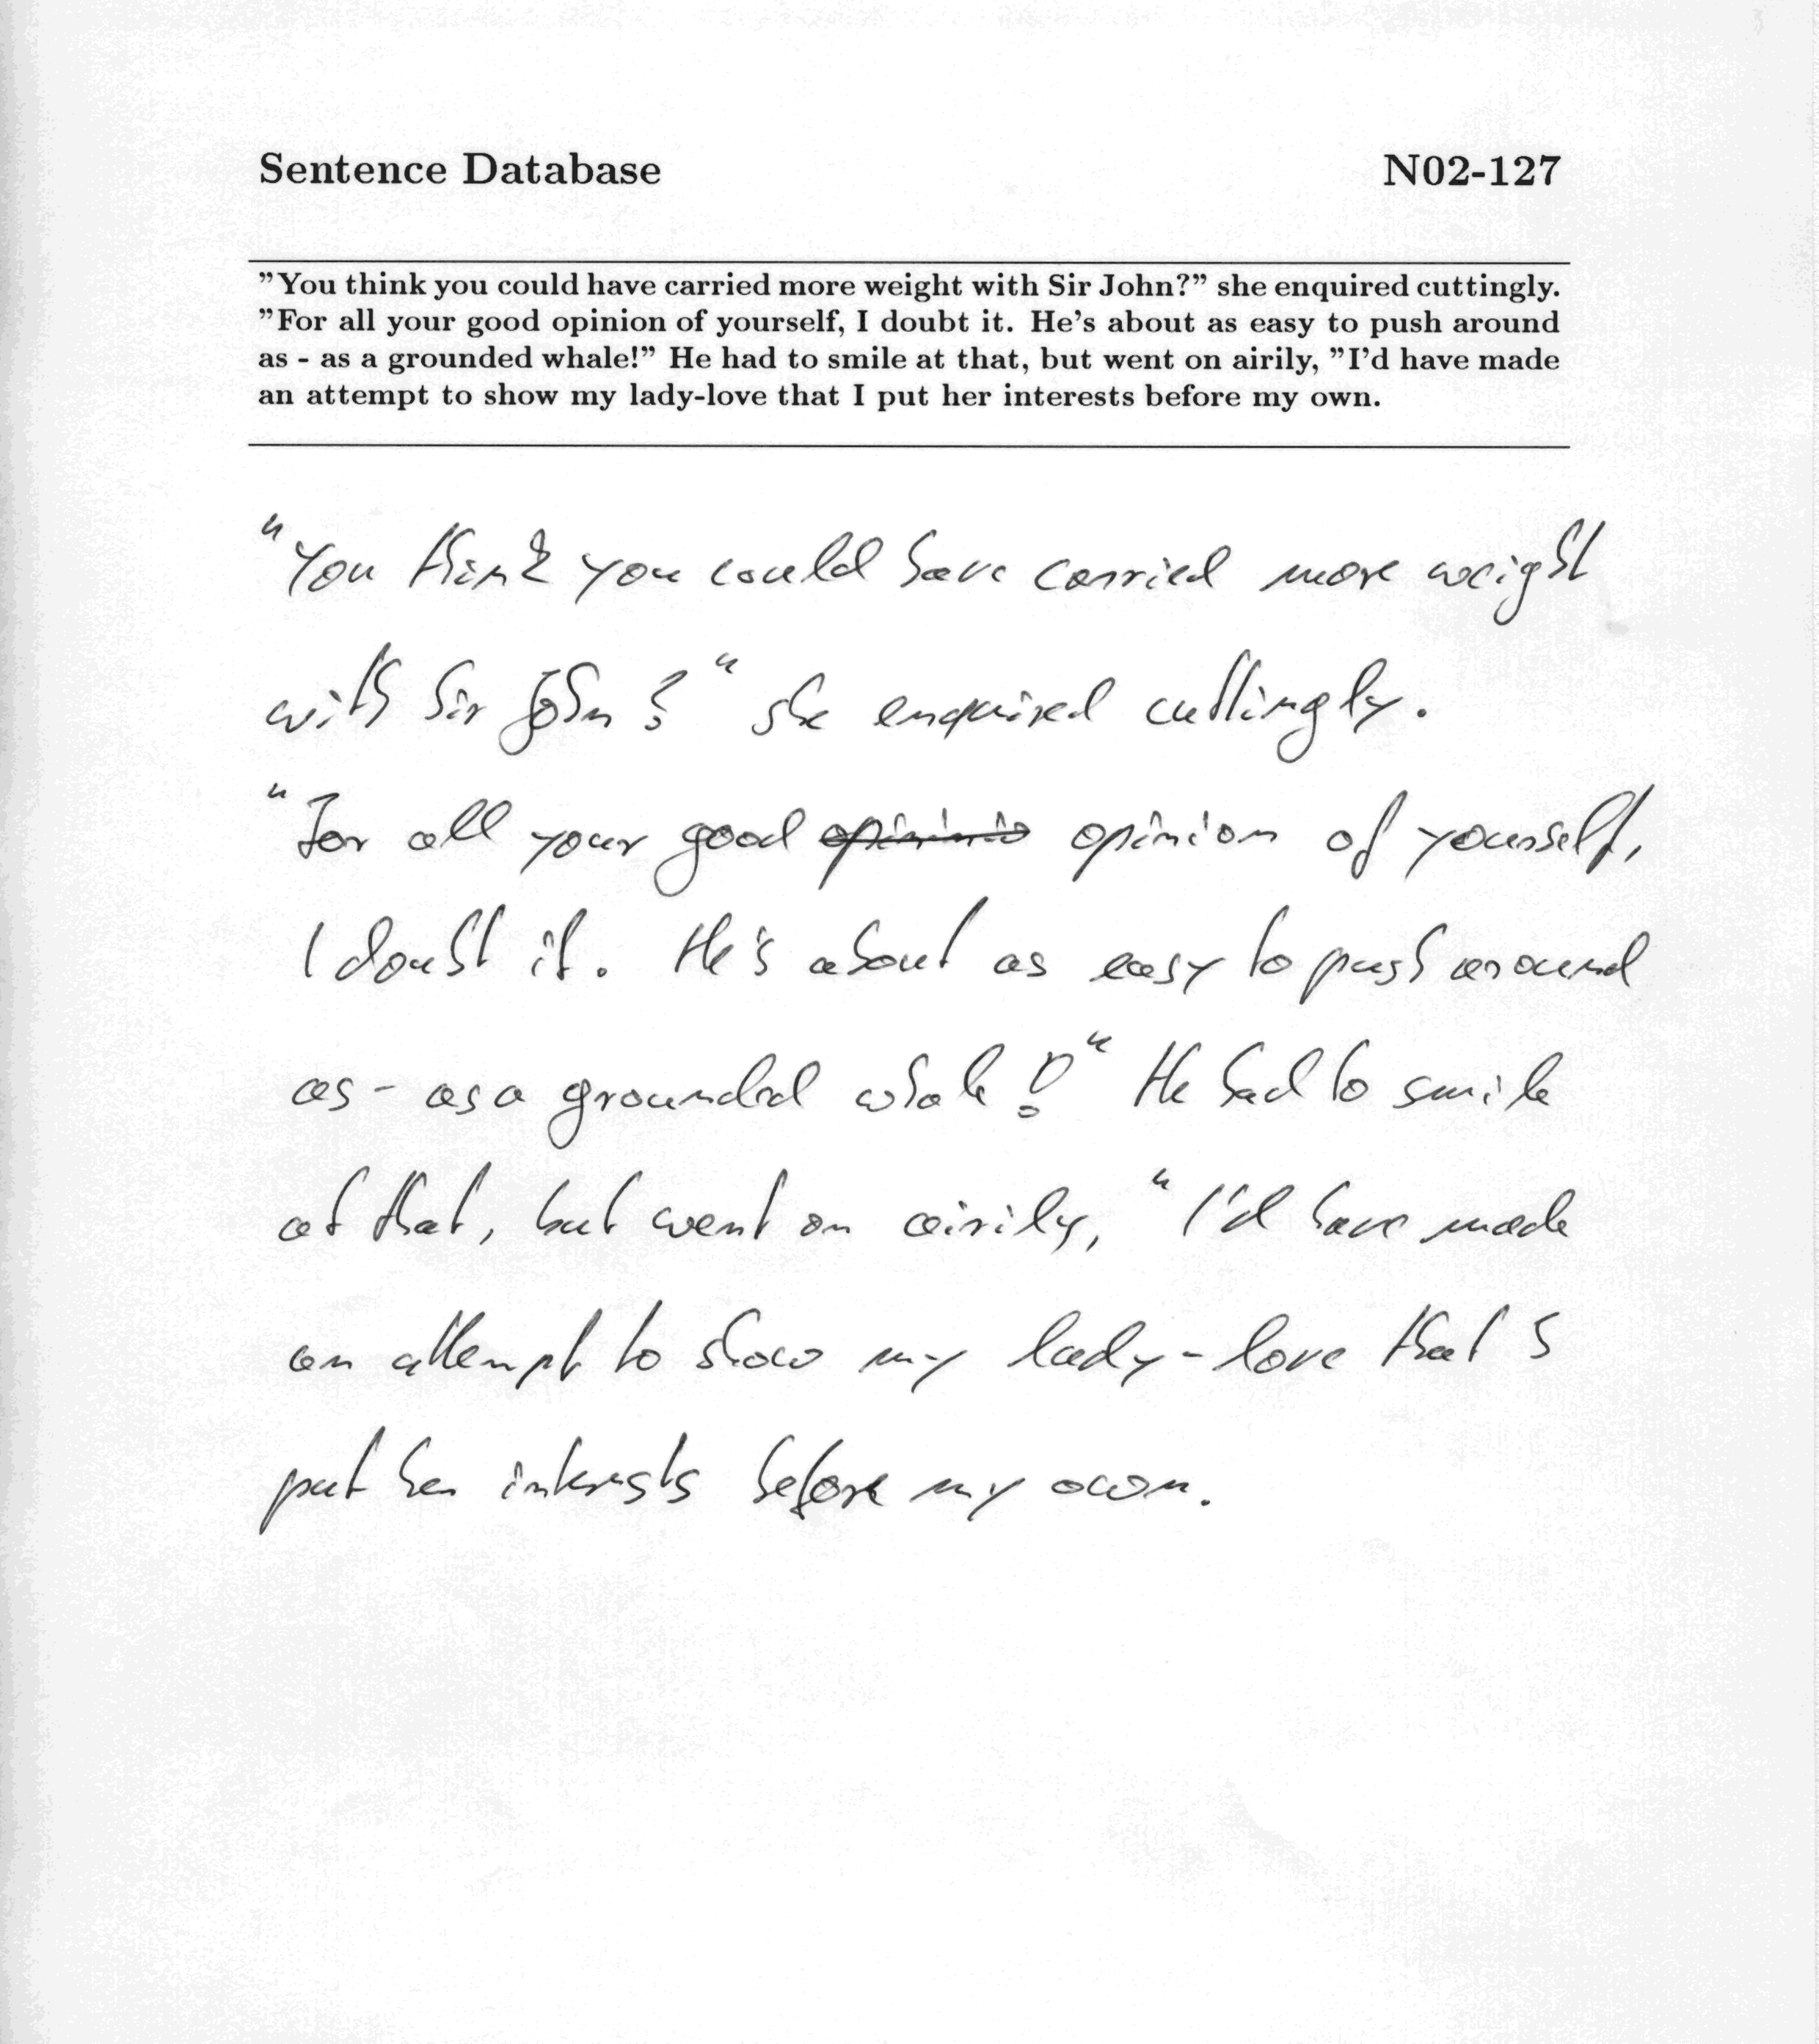 Sentence Database N02-127
"You think you could have carried more weight with Sir John?" she enquired cuttingly.
"For all your good opinion of yourself, I doubt it. He's about as easy to push around
as - as a grounded whale!" He had to smile at that, but went on airily, "I'd have made
an attempt to show my lady-love that I put her interests before my own.
"You think you could have carried more weight
with Sir John?" she enquired cuttingly.
"For all your good opininio opinion of yourself,
I doubt it. He's about as easy to push around
as - as a grounded whale!" He had to smile
at that, but went on airily, "I'd have made
an attempt to show my lady-love that I
put her interests before my own.